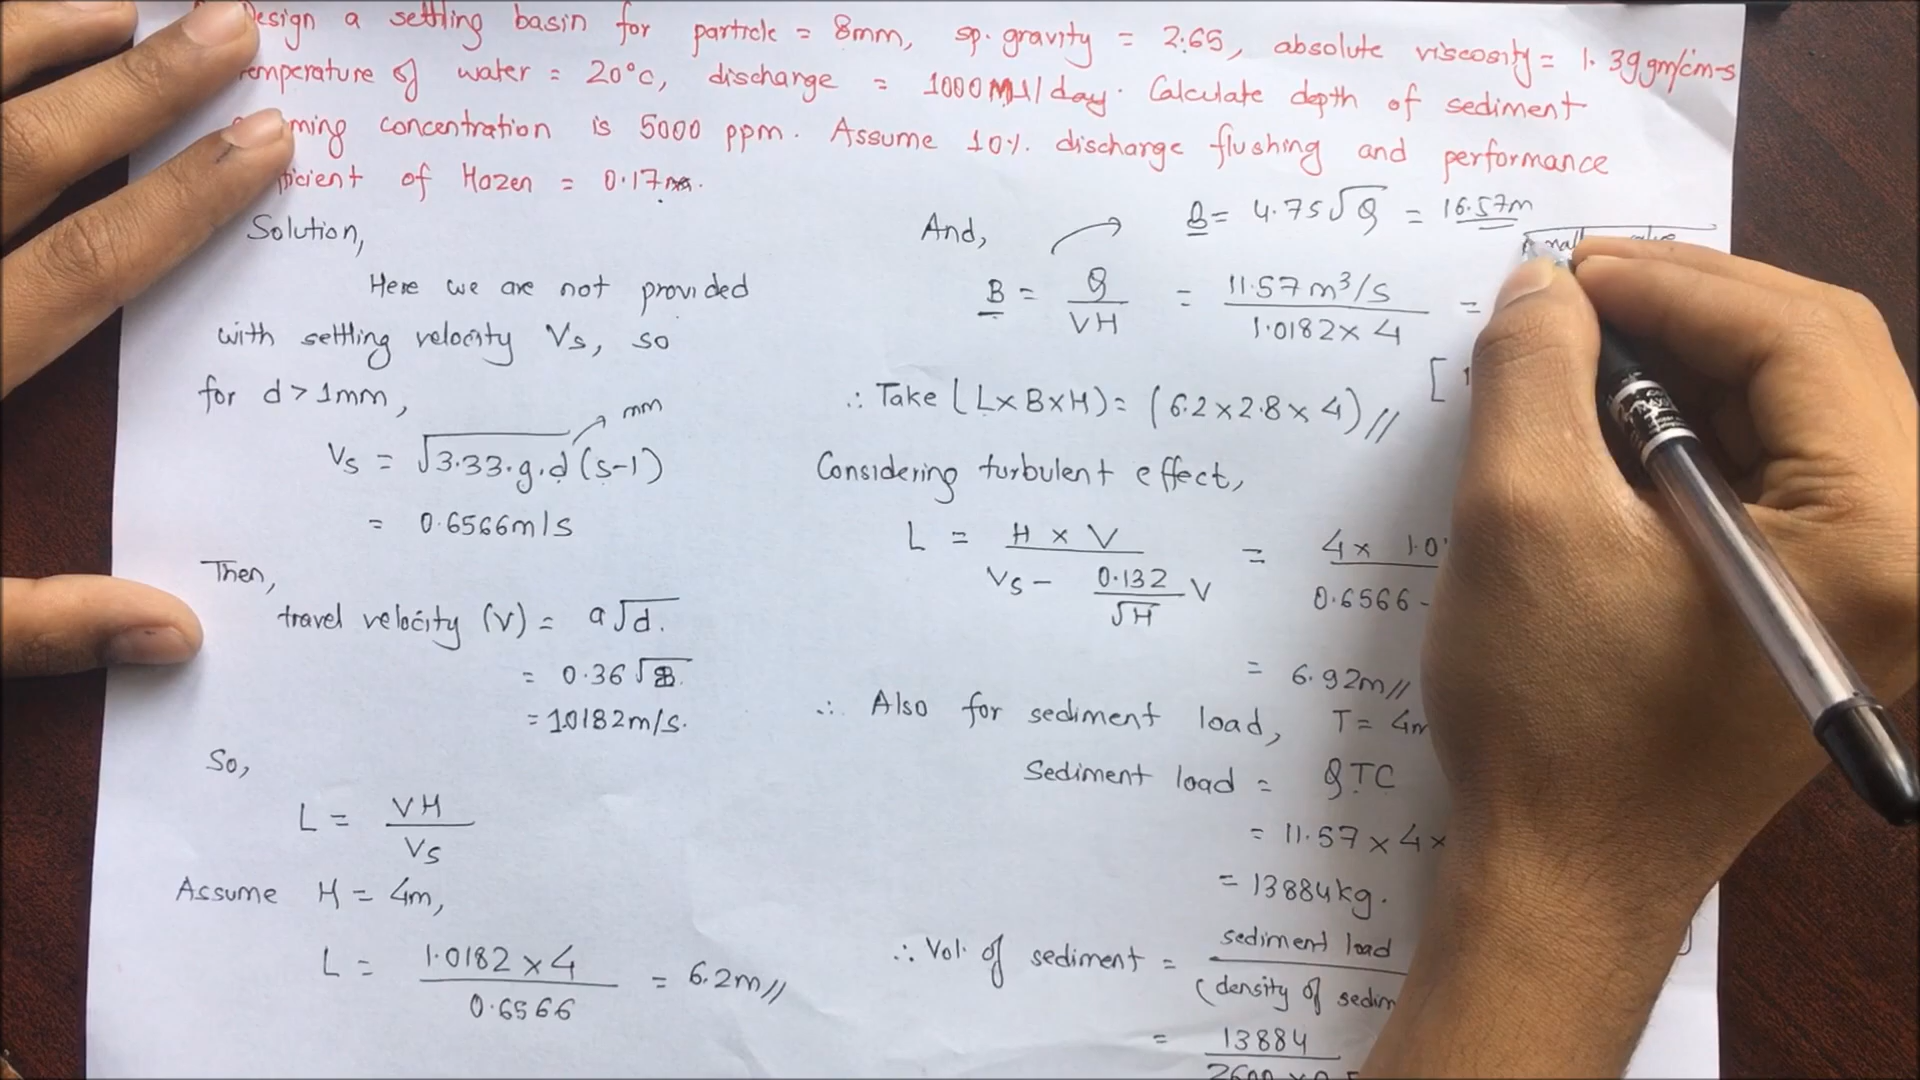 Design a settling basin for particle = 8mm, sp. gravity = 2.65, absolute viscosity = 1.39gm/cm-s
temperature of water = 20°C, discharge = 1000 Ml/day. Calculate depth of sediment
ming concentration is 5000 ppm. Assume 10%. discharge flushing and performance
ficient of Hazen = 0.17
Solution,
Here we are not provided
with settling velocity Vs, so
for d > 1mm,
mm
Vs = √3.33.g.d (s-1)
= 0.6566m/s
Then,
travel velocity (V) = a√d.
= 0.36√8.
= 1.0182m/s.
So,
L = VH
Vs
Assume H = 4m,
L = 1.0182 × 4 = 6.2m//
0.6566
B = 4.75√Q = 16.57m
And,
B = Q = 11.57m³/s =
VH 1.0182 × 4
∴ Take (L×B×H) = (6.2×2.8×4)//
Considering turbulent effect,
L = H × V = 4 × 1.0
Vs - 0.132 V 0.6566 -
√H
= 6.92m//
∴ Also for sediment load, T = 4
Sediment load = QTC
= 11.57 × 4 ×
= 13884kg.
∴ Vol. of sediment = sediment load
(density of sedim
= 13884
2600